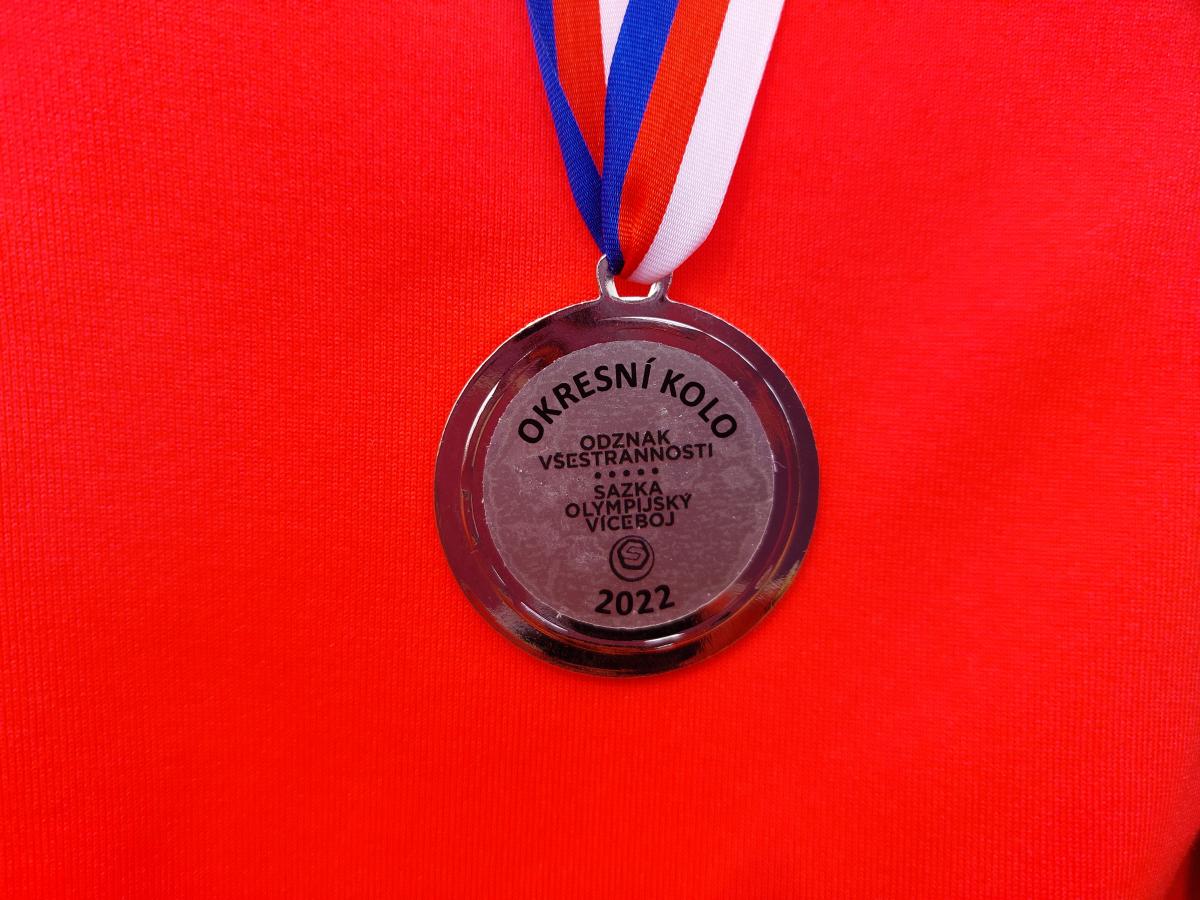 OKRESNÍ KOLO
ODZNAK
VŠESTRANNOSTI
SAZKA
OLYMPIJSKÝ
VÍCEBOJ
S
2022